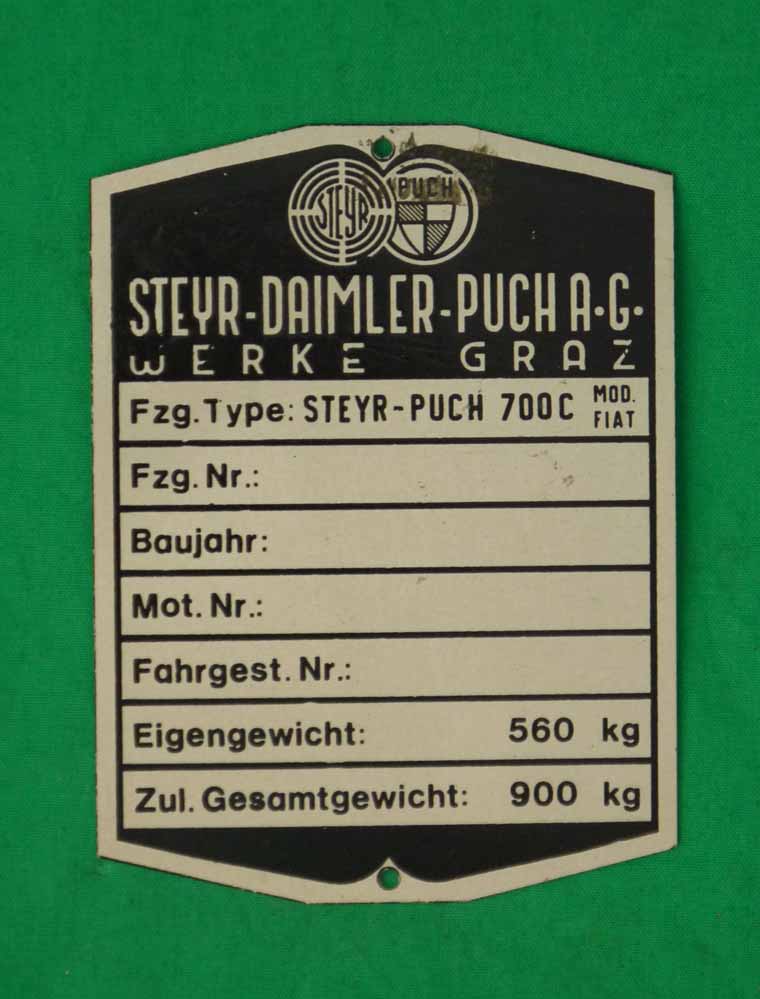 STEYR PUCH
STEYR-DAIMLER-PUCH A·G·
WERKE GRAZ
Fzg. Type: STEYR-PUCH 700C MOD. FIAT
Fzg. Nr.:
Baujahr:
Mot. Nr.:
Fahrgest. Nr.:
Eigengewicht: 560 kg
Zul. Gesamtgewicht: 900 kg